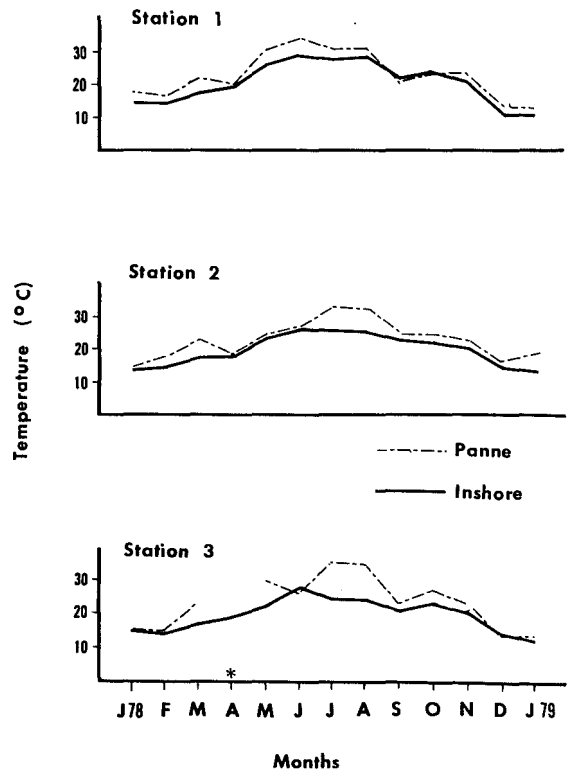 Station 1
30
20
10
Station 2
30
20
10
Temperature (°C)
Panne
Inshore
Station 3
30
20
10
*
J78 F M A M J J A S O N D J79
Months